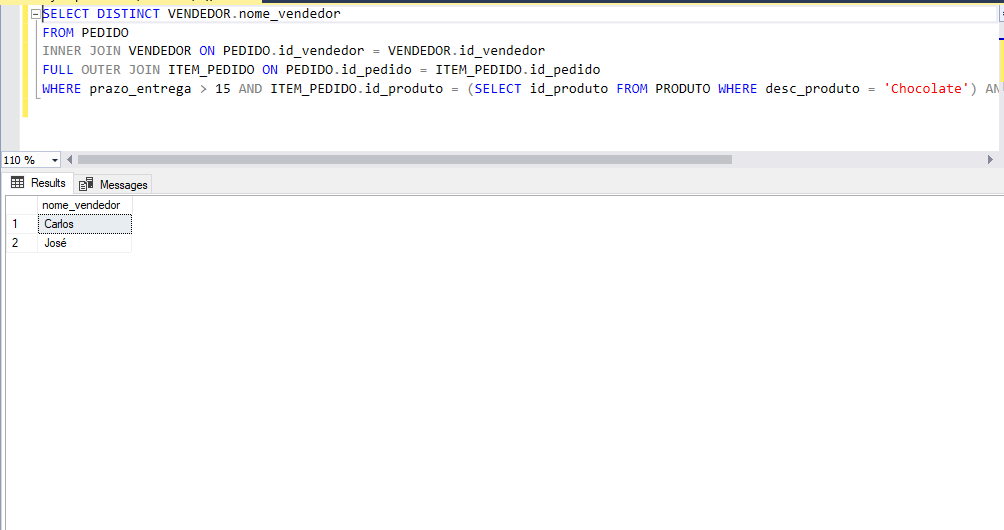 SELECT DISTINCT VENDEDOR.nome_vendedor
FROM PEDIDO
INNER JOIN VENDEDOR ON PEDIDO.id_vendedor = VENDEDOR.id_vendedor
FULL OUTER JOIN ITEM_PEDIDO ON PEDIDO.id_pedido = ITEM_PEDIDO.id_pedido
WHERE prazo_entrega > 15 AND ITEM_PEDIDO.id_produto = (SELECT id_produto FROM PRODUTO WHERE desc_produto = 'Chocolate') AN
110 %
Results Messages
nome_vendedor
1 Carlos
2 José